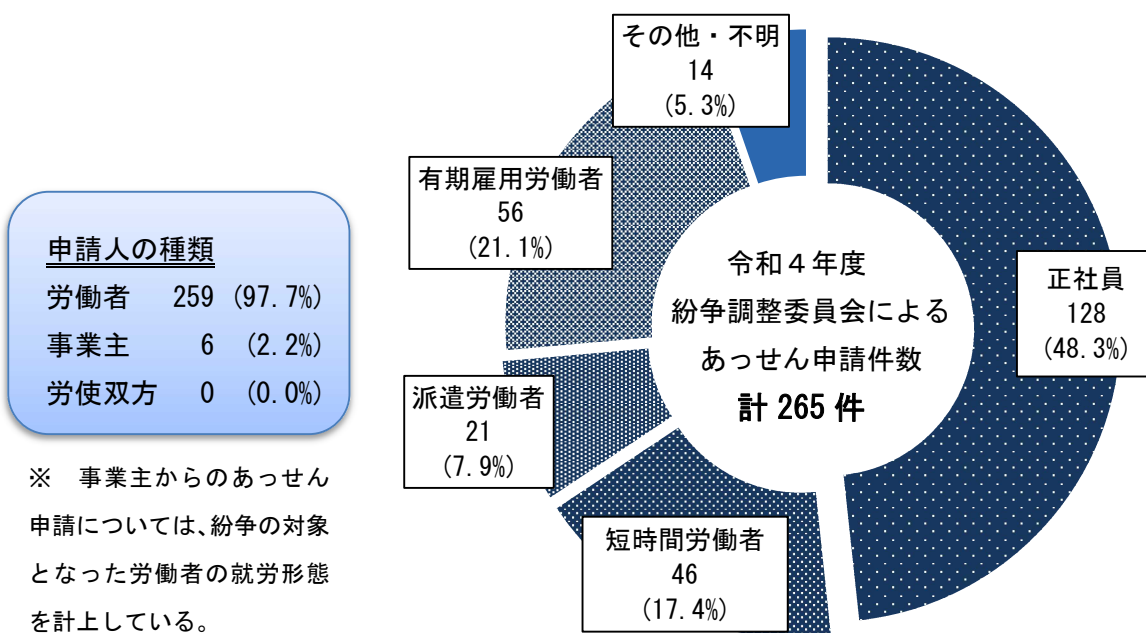 その他・不明
14
(5.3%)
有期雇用労働者
56
(21.1%)
申請人の種類
労働者 259 (97.7%)
事業主 6 (2.2%)
労使双方 0 (0.0%)
令和４年度
紛争調整委員会による
あっせん申請件数
計 265 件
正社員
128
(48.3%)
派遣労働者
21
(7.9%)
※ 事業主からのあっせん
申請については、紛争の対象
となった労働者の就労形態
を計上している。
短時間労働者
46
(17.4%)